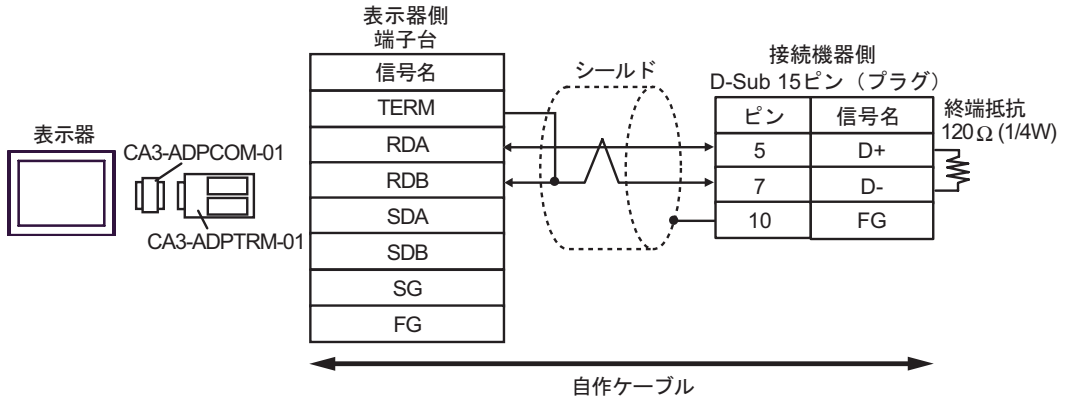 表示器
CA3-ADPCOM-01
CA3-ADPTRM-01
表示器側
端子台
信号名
TERM
RDA
RDB
SDA
SDB
SG
FG
シールド
接続機器側
D-Sub 15ピン（プラグ）
ピン 信号名
5 D+
7 D-
10 FG
終端抵抗
120Ω(1/4W)
自作ケーブル